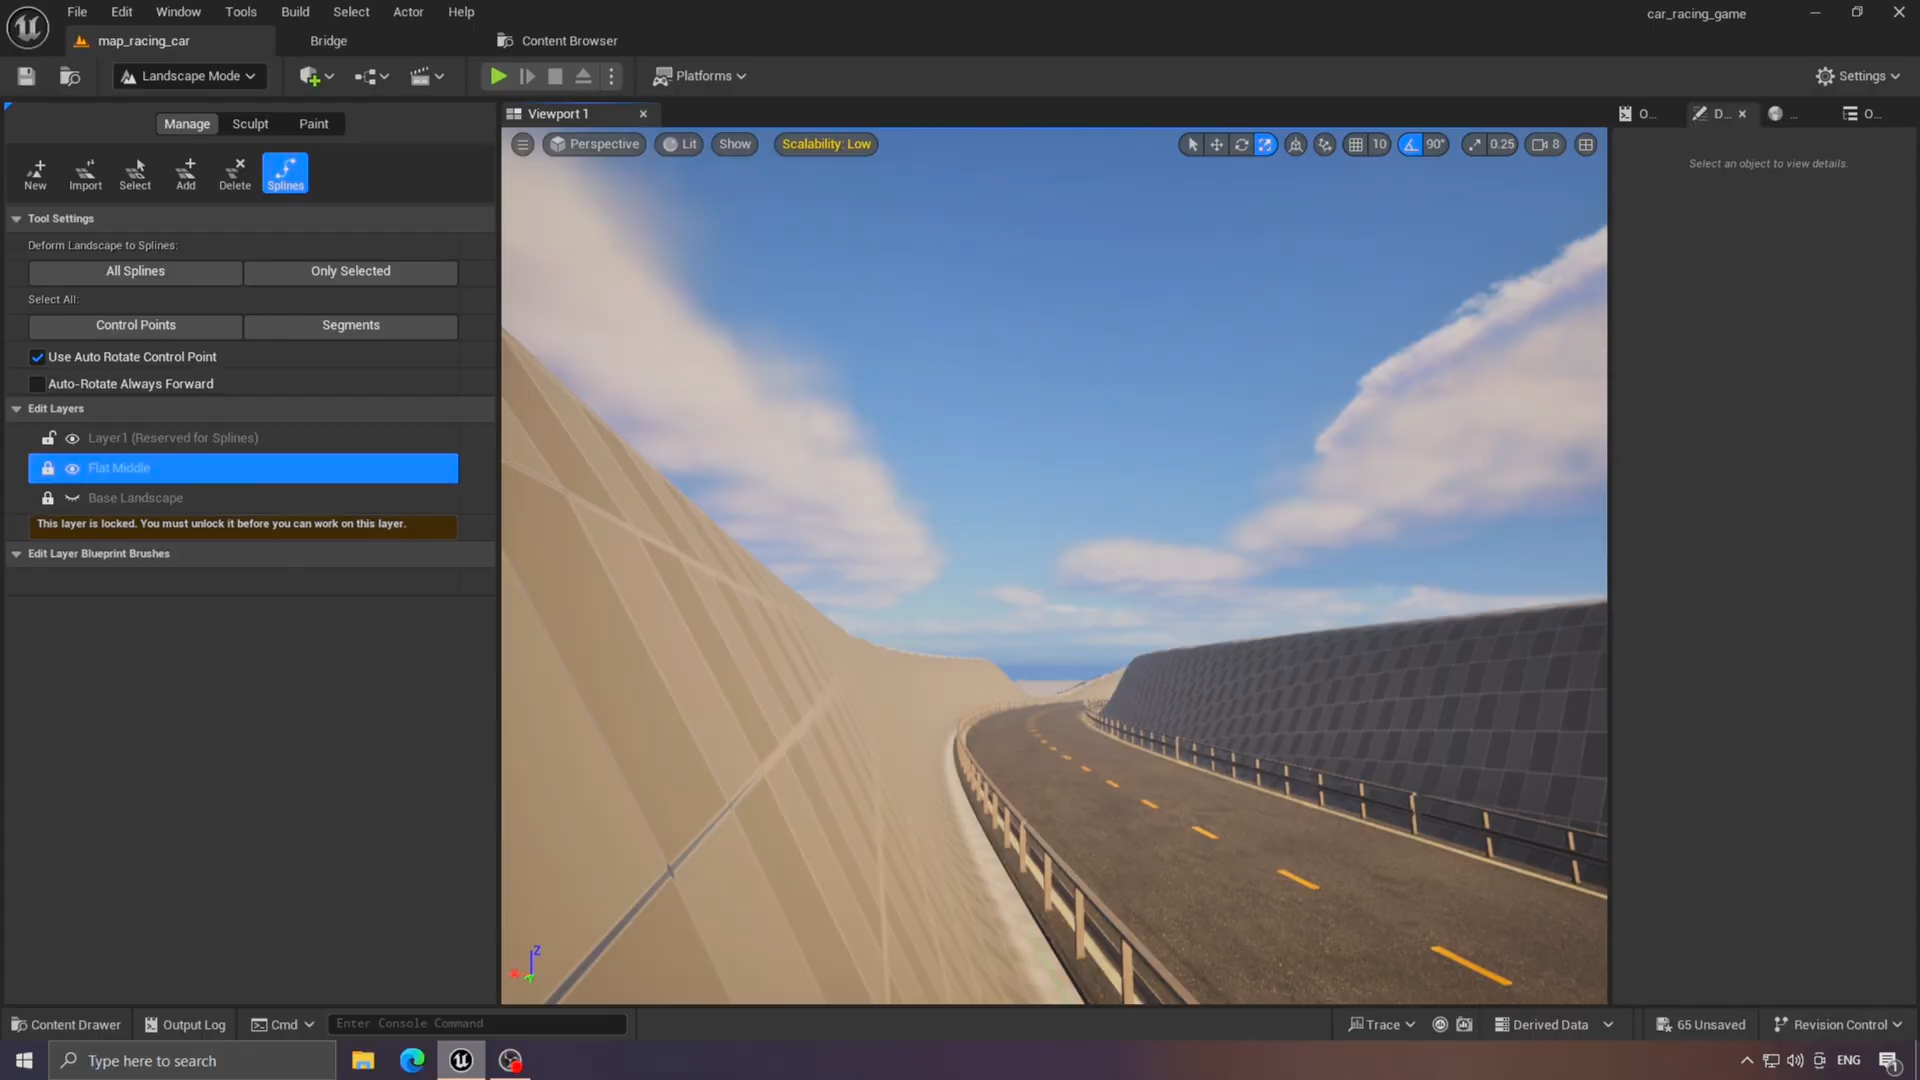 File Edit Window Tools Build Select Actor Help
car_racing_game
map_racing_car
Bridge
Content Browser
Landscape Mode
Platforms
Settings
Manage Sculpt Paint
Viewport 1
O...
D...
...
O...
Perspective
Lit
Show
Scalability: Low
10
90°
0.25
8
Select an object to view details.
New Import Select Add Delete Splines
Tool Settings
Deform Landscape to Splines:
All Splines
Only Selected
Select All:
Control Points
Segments
Use Auto Rotate Control Point
Auto-Rotate Always Forward
Edit Layers
Layer1 (Reserved for Splines)
Flat Middle
Base Landscape
This layer is locked. You must unlock it before you can work on this layer.
Edit Layer Blueprint Brushes
Z
Content Drawer
Output Log
Cmd
Enter Console Command
Trace
Derived Data
65 Unsaved
Revision Control
Type here to search
ENG
1